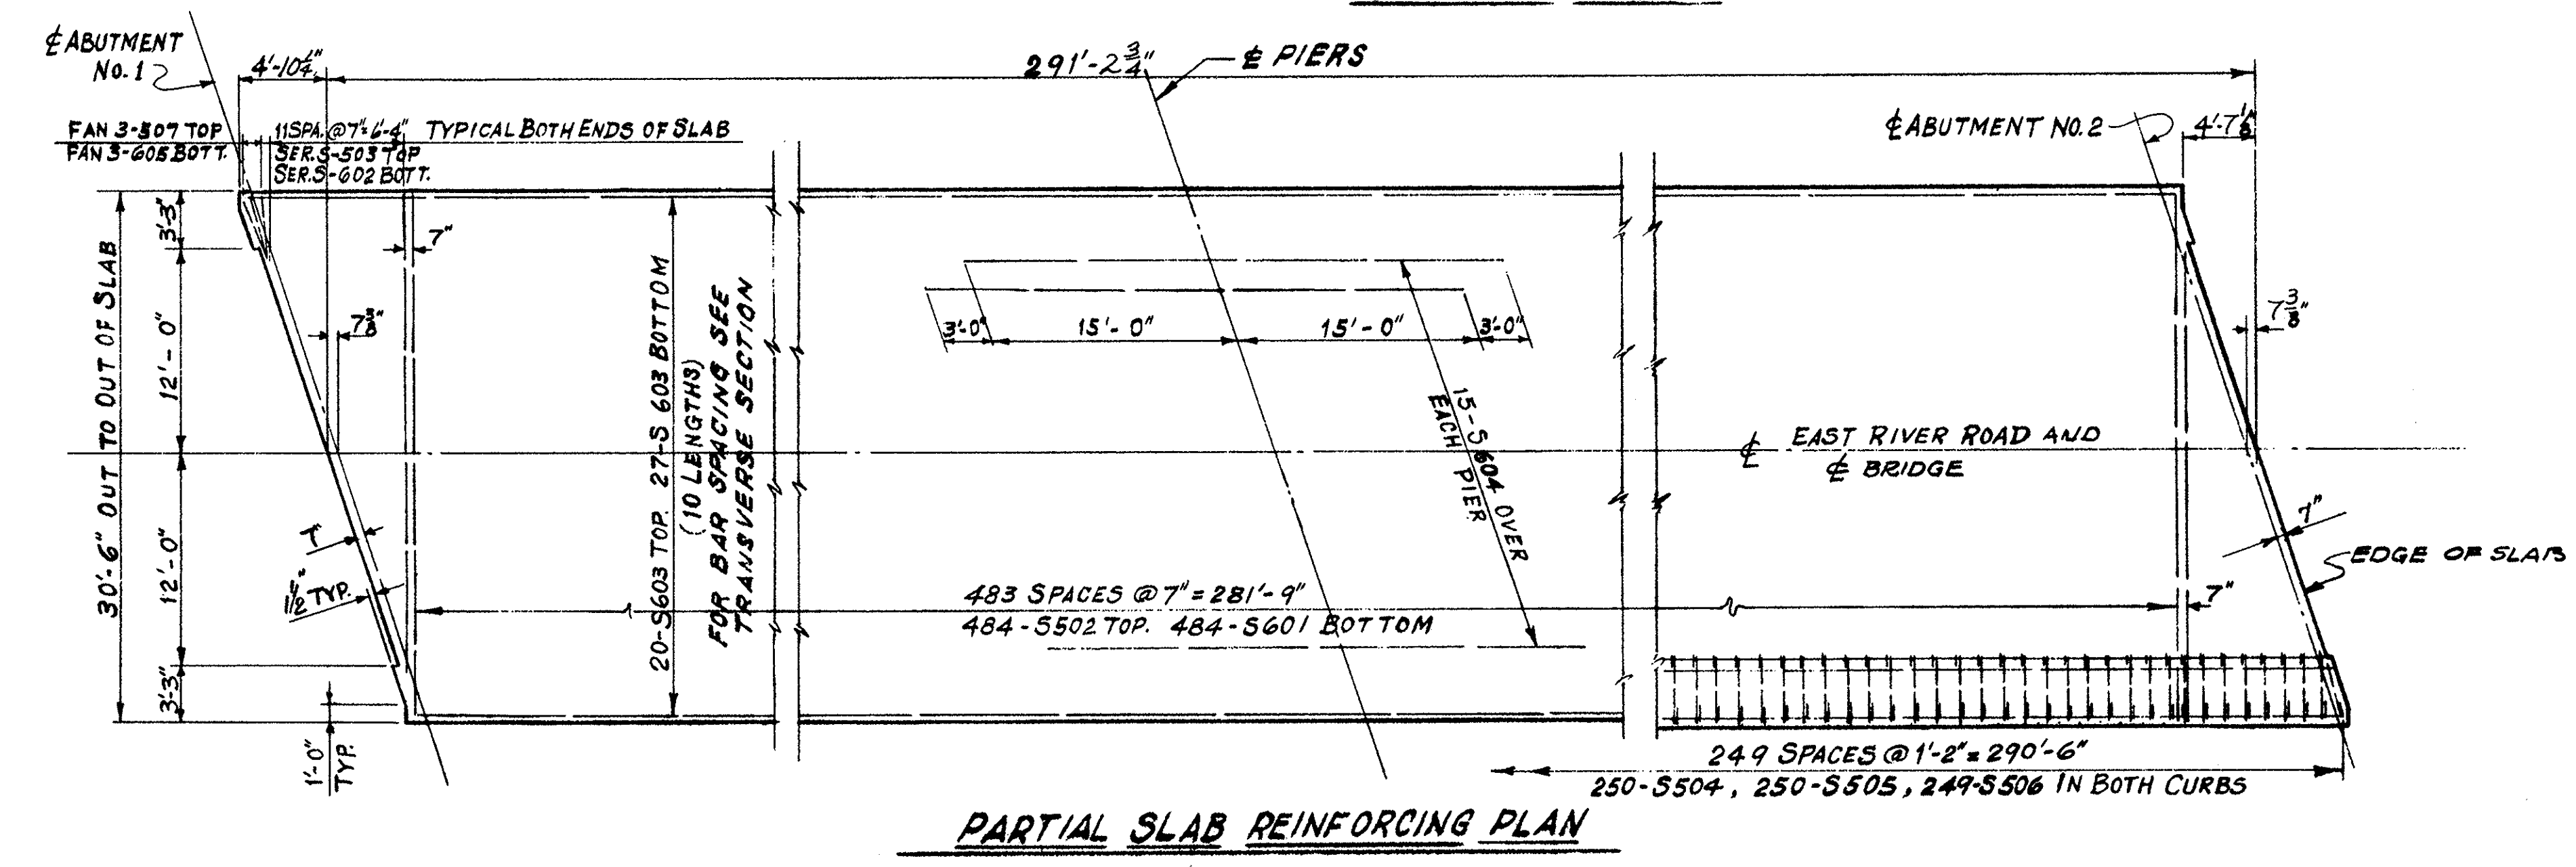 ℄ ABUTMENT
No. 1
4'-10¼"
291'-2¾"
℄ PIERS
℄ ABUTMENT NO. 2
4'-7⅛"
FAN 3-507 TOP
FAN 3-605 BOTT.
11 SPA. @ 7"= 6'-4" TYPICAL BOTH ENDS OF SLAB
SER. S-503 TOP
SER. S-602 BOTT.
30'-6" OUT TO OUT OF SLAB
3'-3"
12'-0"
12'-0"
3'-3"
7"
7⅜"
7"
1½" TYP.
1'-0"
TYP.
20-S603 TOP. 27-S 603 BOTTOM
(10 LENGTHS)
FOR BAR SPACING SEE
TRANSVERSE SECTION
3'-0"
15'-0"
15'-0"
3'-0"
15-S604 OVER
EACH PIER
℄ EAST RIVER ROAD AND
℄ BRIDGE
7⅜"
7"
EDGE OF SLAB
7"
483 SPACES @ 7" = 281'-9"
484-S502 TOP. 484-S601 BOTTOM
249 SPACES @ 1'-2" = 290'-6"
250-S504, 250-S505, 249-S506 IN BOTH CURBS
PARTIAL SLAB REINFORCING PLAN